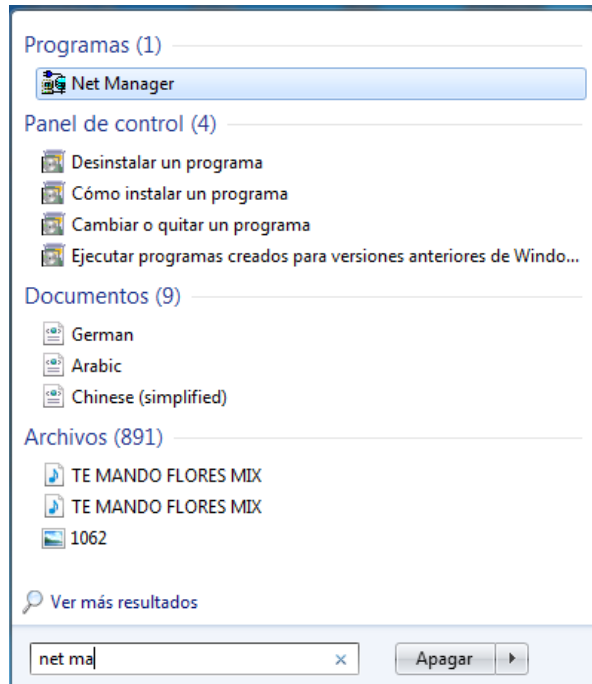 Programas (1)
Net Manager
Panel de control (4)
Desinstalar un programa
Cómo instalar un programa
Cambiar o quitar un programa
Ejecutar programas creados para versiones anteriores de Windo...
Documentos (9)
German
Arabic
Chinese (simplified)
Archivos (891)
TE MANDO FLORES MIX
TE MANDO FLORES MIX
1062
Ver más resultados
net ma
Apagar